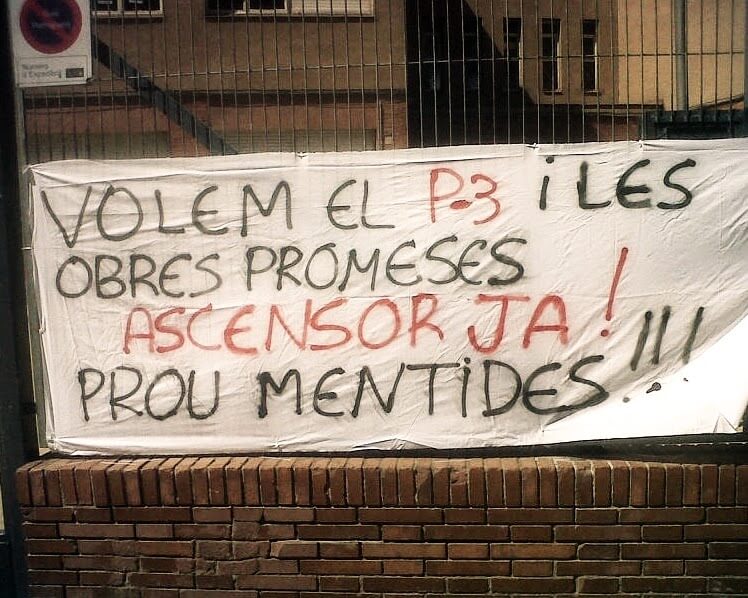 VOLEM EL P-3 i LES
OBRES PROMESES
ASCENSOR JA!
PROU MENTiDES!!!